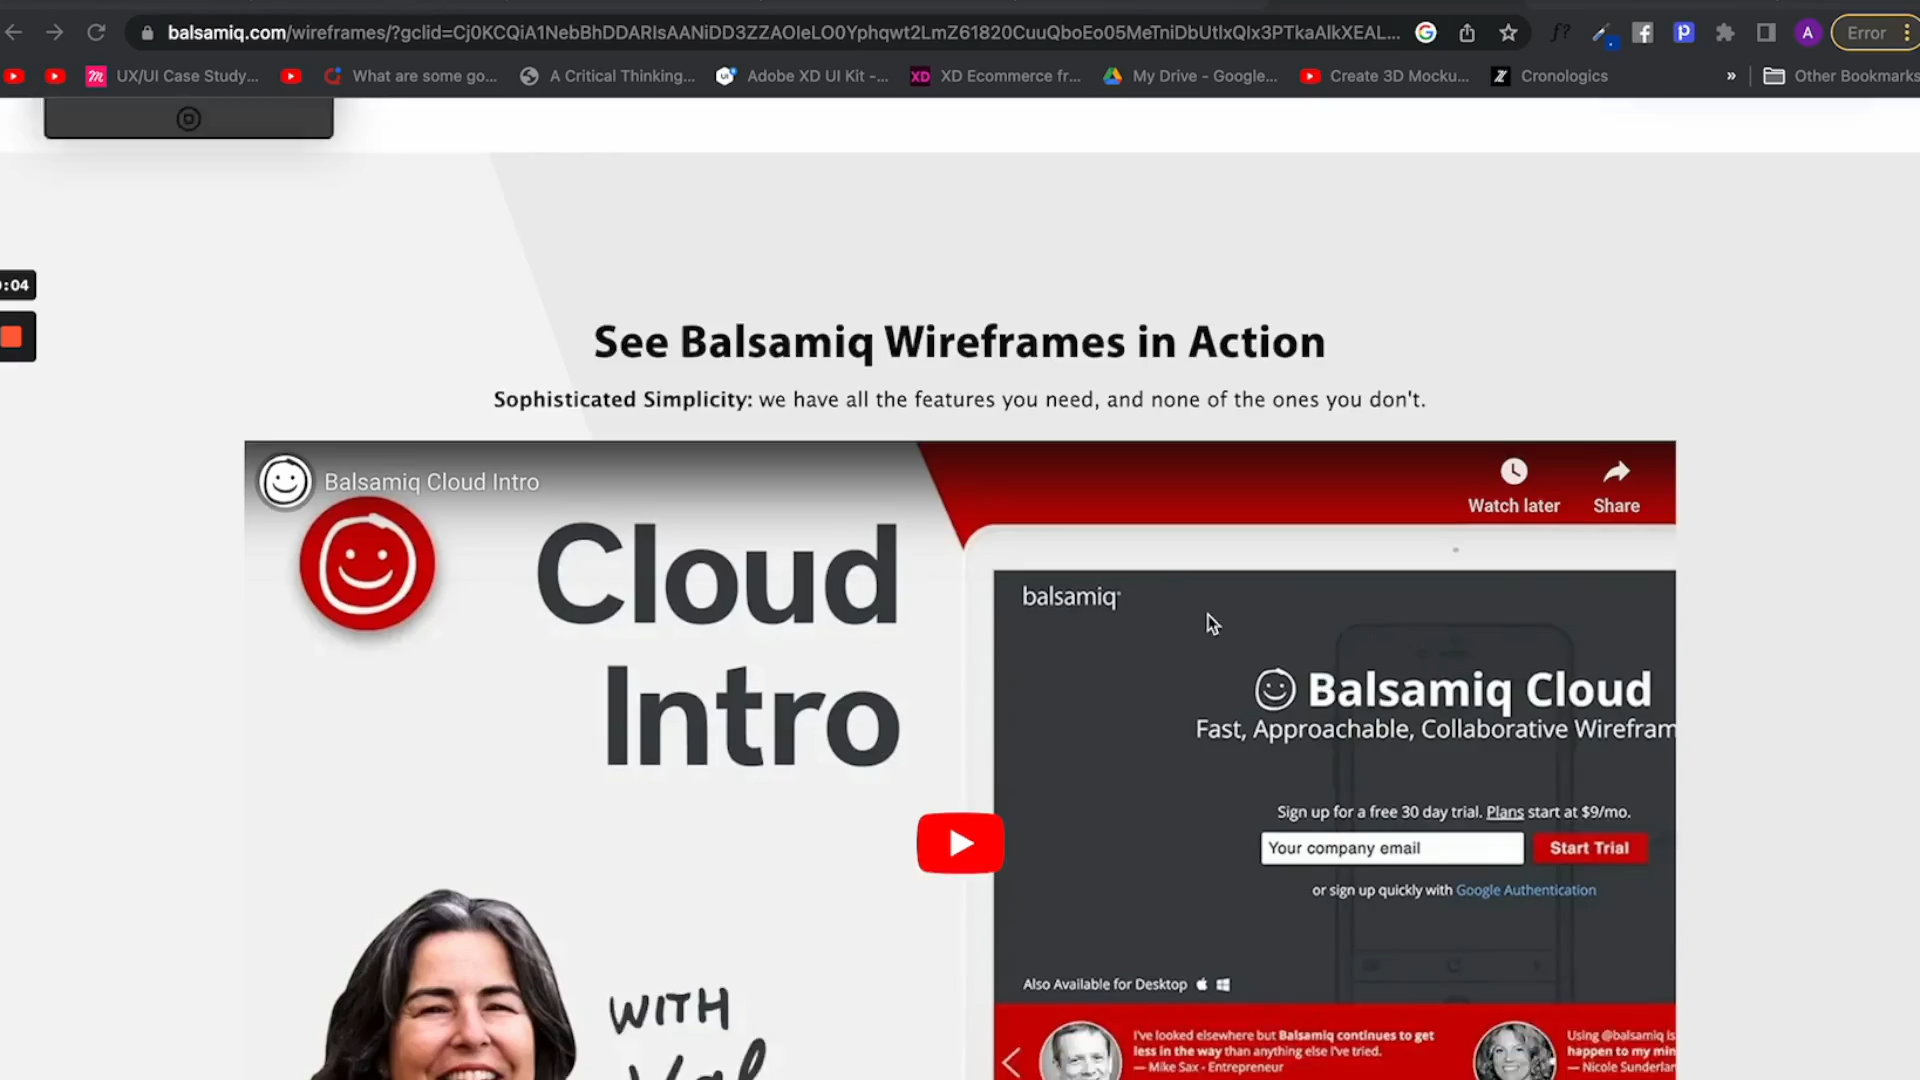 balsamiq.com/wireframes/?gclid=Cj0KCQiA1NebBhDDARIsAANiDD3ZZAOleLO0Yphqwt2LmZ61820CuuQboEo05MeTniDbUtlxQlx3PTkaAlkXEAL...
f?
A
Error
UX/UI Case Study...
What are some go...
A Critical Thinking...
Adobe XD UI Kit -...
XD Ecommerce fr...
My Drive - Google...
Create 3D Mocku...
Cronologics
»
Other Bookmarks
:04
See Balsamiq Wireframes in Action
Sophisticated Simplicity: we have all the features you need, and none of the ones you don't.
Balsamiq Cloud Intro
Watch later
Share
Cloud
Intro
WITH
Val
balsamiq
Balsamiq Cloud
Fast, Approachable, Collaborative Wirefram
Sign up for a free 30 day trial. Plans start at $9/mo.
Your company email
Start Trial
or sign up quickly with Google Authentication
Also Available for Desktop
I've looked elsewhere but Balsamiq continues to get
less in the way than anything else I've tried.
— Mike Sax - Entrepreneur
Using @balsamiq is
happen to my min
— Nicole Sunderlan